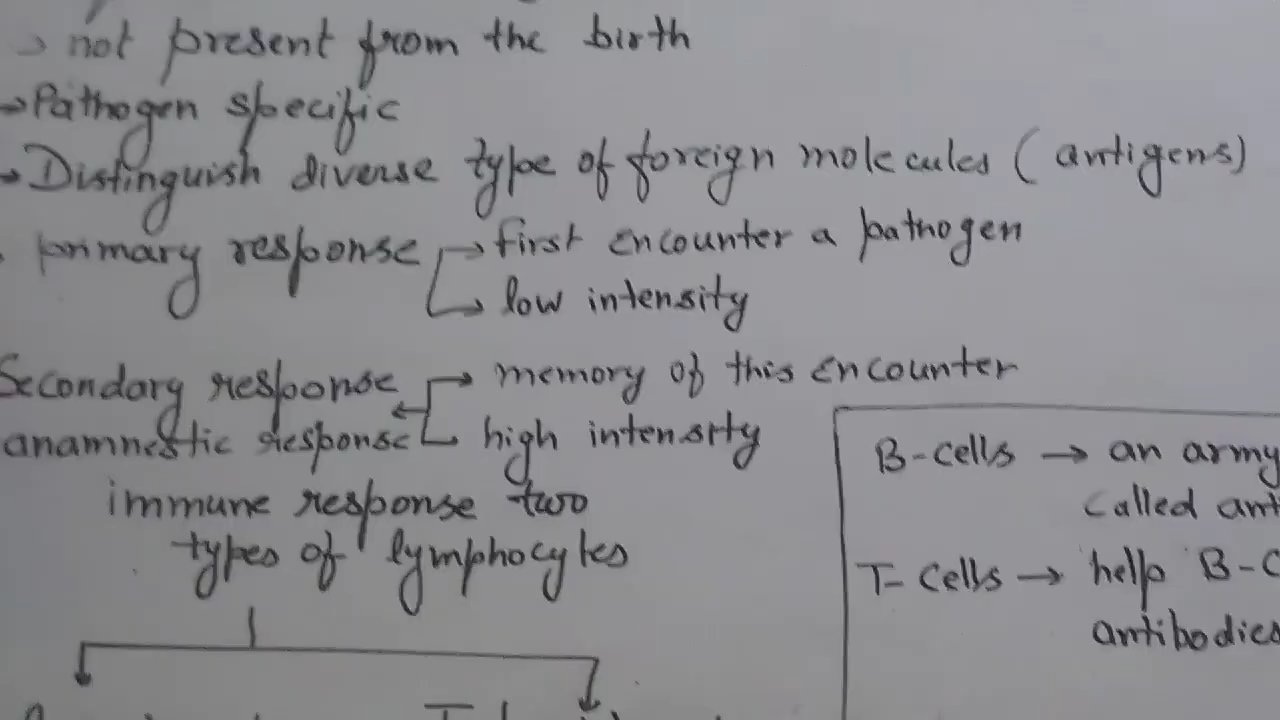 → not present from the birth
→ Pathogen specific
→ Distinguish diverse type of foreign molecules (antigens)
primary response → first encounter a pathogen
→ low intensity
Secondary response → memory of this encounter
anamnestic response high intensity
immune response two
types of lymphocytes
B-cells → an army
called ant
T- cells → help B-C
antibodies